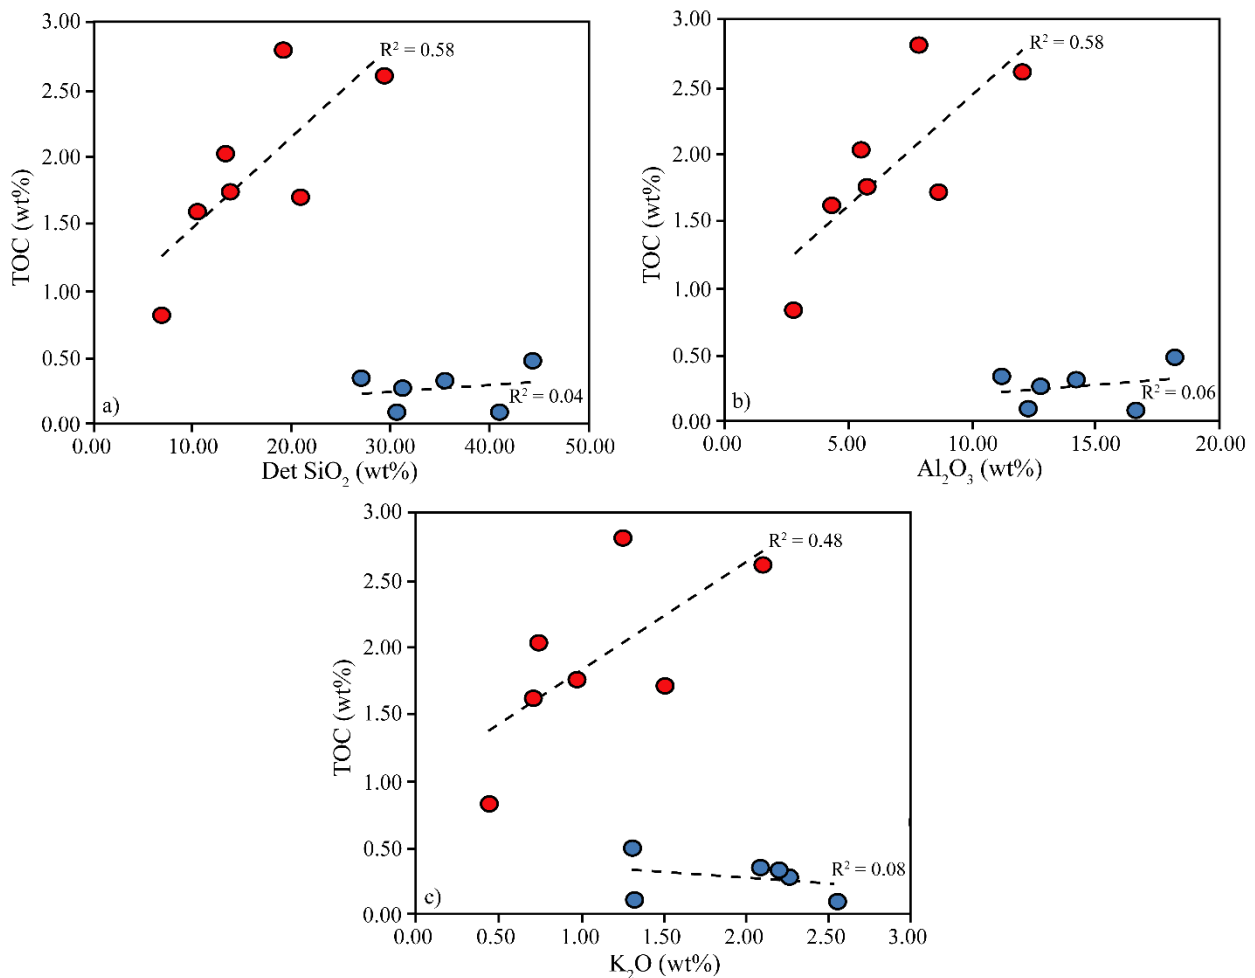 3.00
2.50
2.00
1.50
1.00
0.50
0.00
TOC (wt%)
R² = 0.58
R² = 0.04
a)
0.00 10.00 20.00 30.00 40.00 50.00
Det SiO₂ (wt%)
3.00
2.50
2.00
1.50
1.00
0.50
0.00
TOC (wt%)
R² = 0.58
R² = 0.06
b)
0.00 5.00 10.00 15.00 20.00
Al₂O₃ (wt%)
3.00
2.50
2.00
1.50
1.00
0.50
0.00
TOC (wt%)
R² = 0.48
R² = 0.08
c)
0.00 0.50 1.00 1.50 2.00 2.50 3.00
K₂O (wt%)